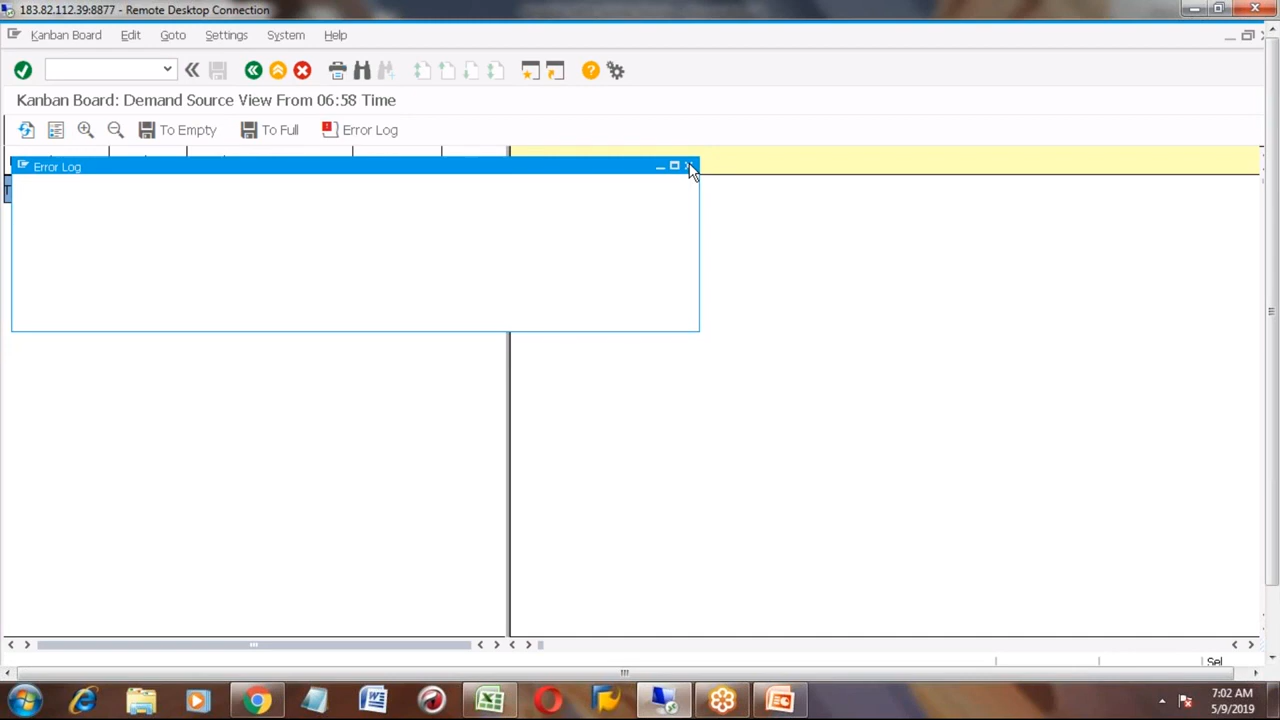 183.82.112.39:8877 - Remote Desktop Connection
Kanban Board Edit Goto Settings System Help
Kanban Board: Demand Source View From 06:58 Time
To Empty To Full Error Log
Error Log
T
Sel
7:02 AM
5/9/2019